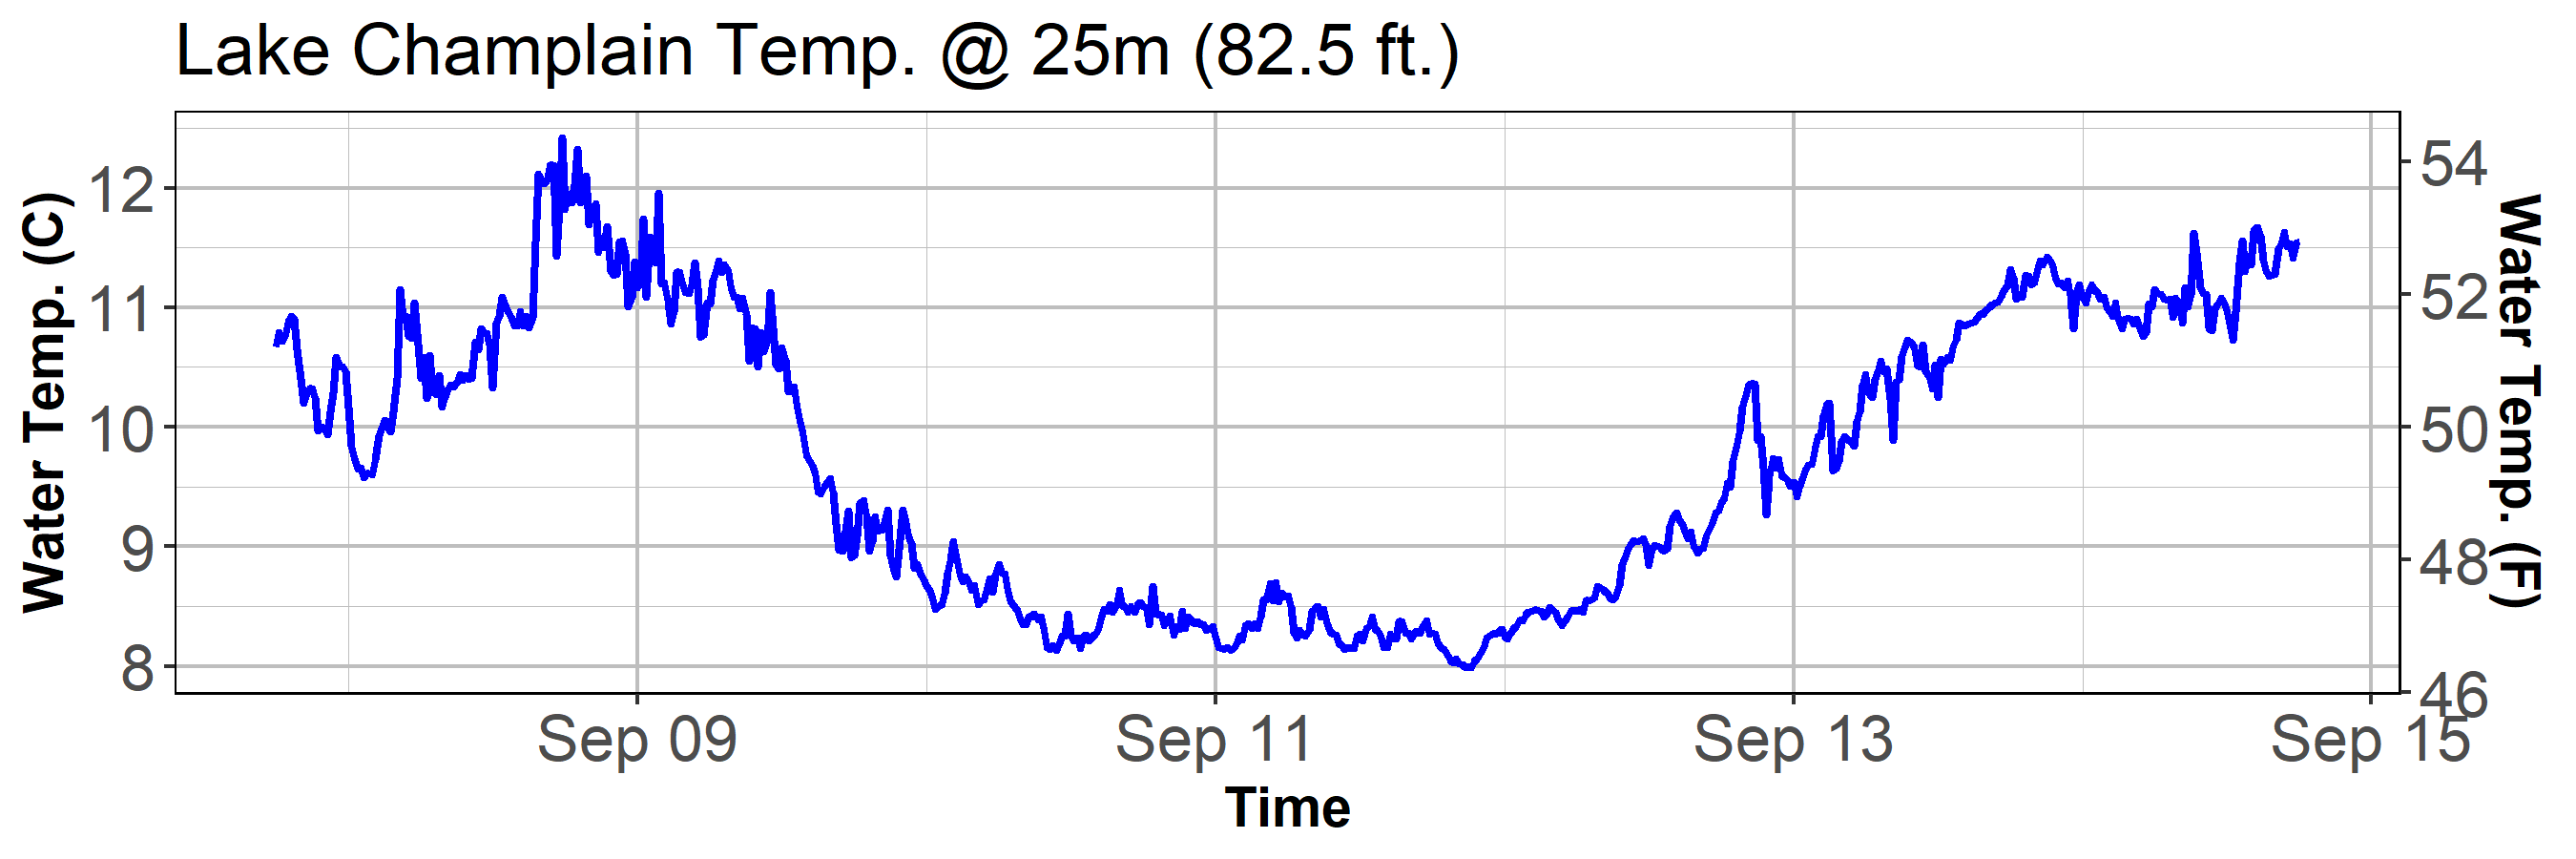 Lake Champlain Temp. @ 25m (82.5 ft.)
Water Temp. (C)
12
11
10
9
8
54
52
50
48
46
Water Temp. (F)
Sep 09 Sep 11 Sep 13 Sep 15
Time